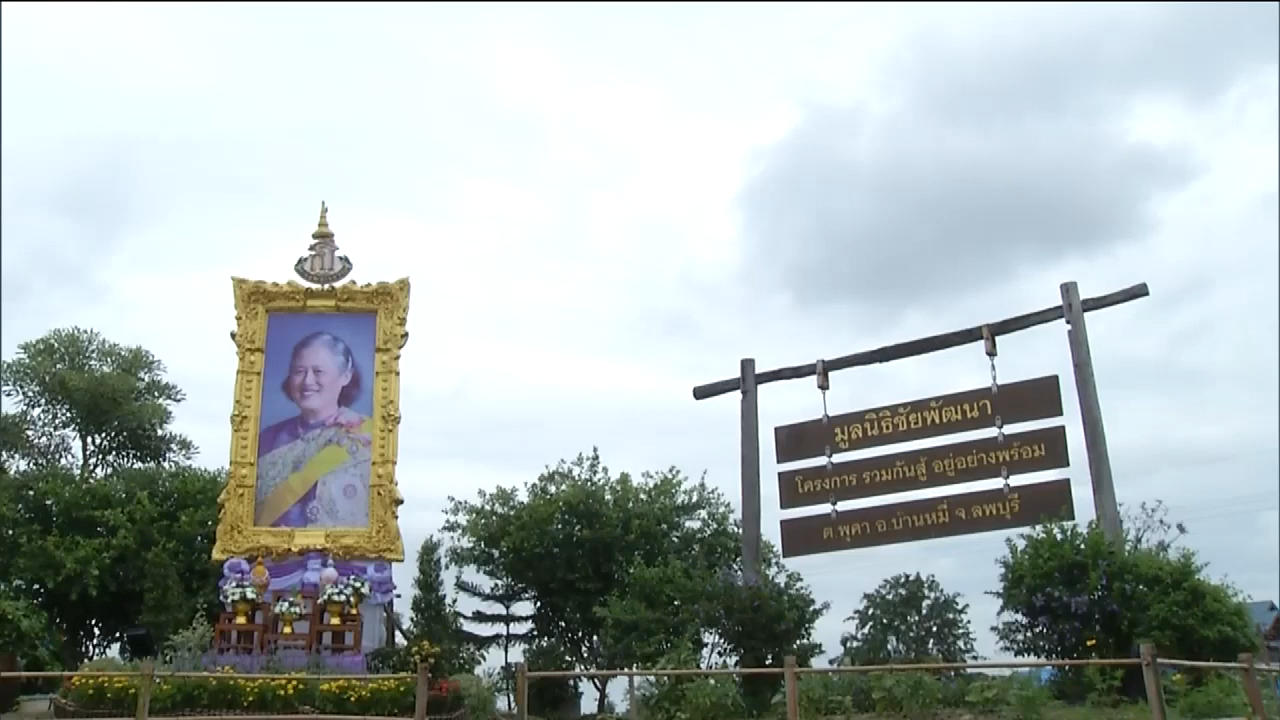 มูลนิธิชัยพัฒนา
โครงการ รวมกันสู้ อยู่อย่างพร้อม
ต.พุคา อ.บ้านหมี่ จ.ลพบุรี